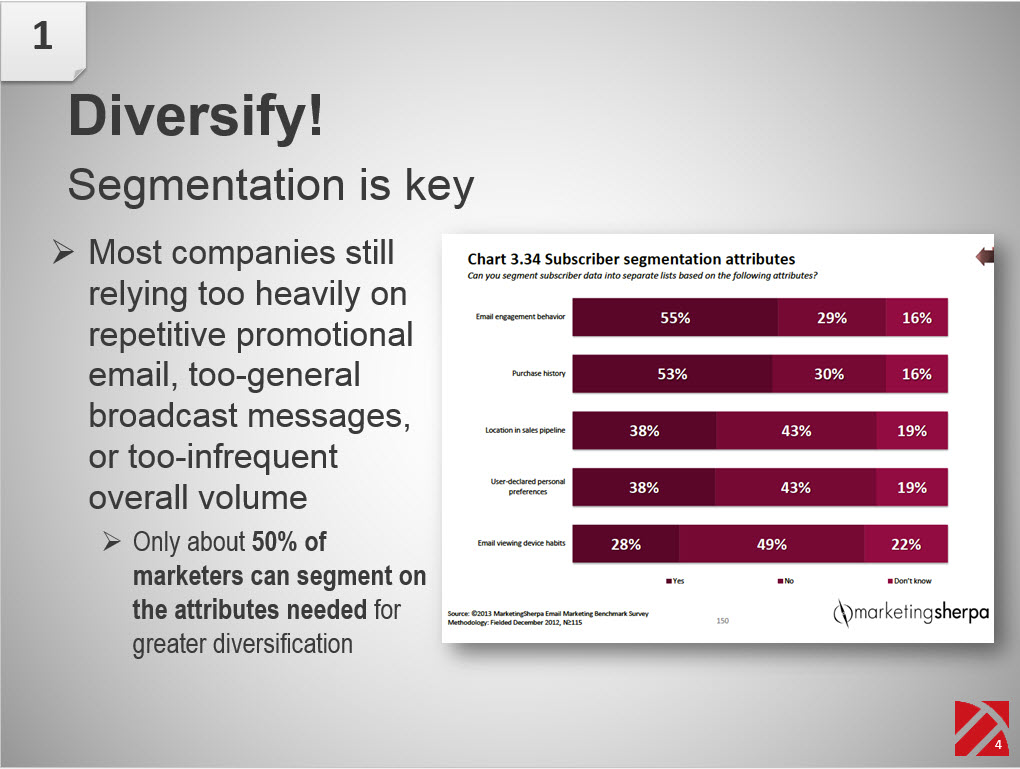 1
Diversify!
Segmentation is key
Most companies still
relying too heavily on
repetitive promotional
email, too-general
broadcast messages,
or too-infrequent
overall volume
Only about 50% of
marketers can segment on
the attributes needed for
greater diversification
Chart 3.34 Subscriber segmentation attributes
Can you segment subscriber data into separate lists based on the following attributes?
Email engagement behavior 55% 29% 16%
Purchase history 53% 30% 16%
Location in sales pipeline 38% 43% 19%
User-declared personal
preferences 38% 43% 19%
Email viewing device habits 28% 49% 22%
Yes No Don't know
Source: ©2013 MarketingSherpa Email Marketing Benchmark Survey
Methodology: Fielded December 2012, N≥115
150
marketingsherpa
4